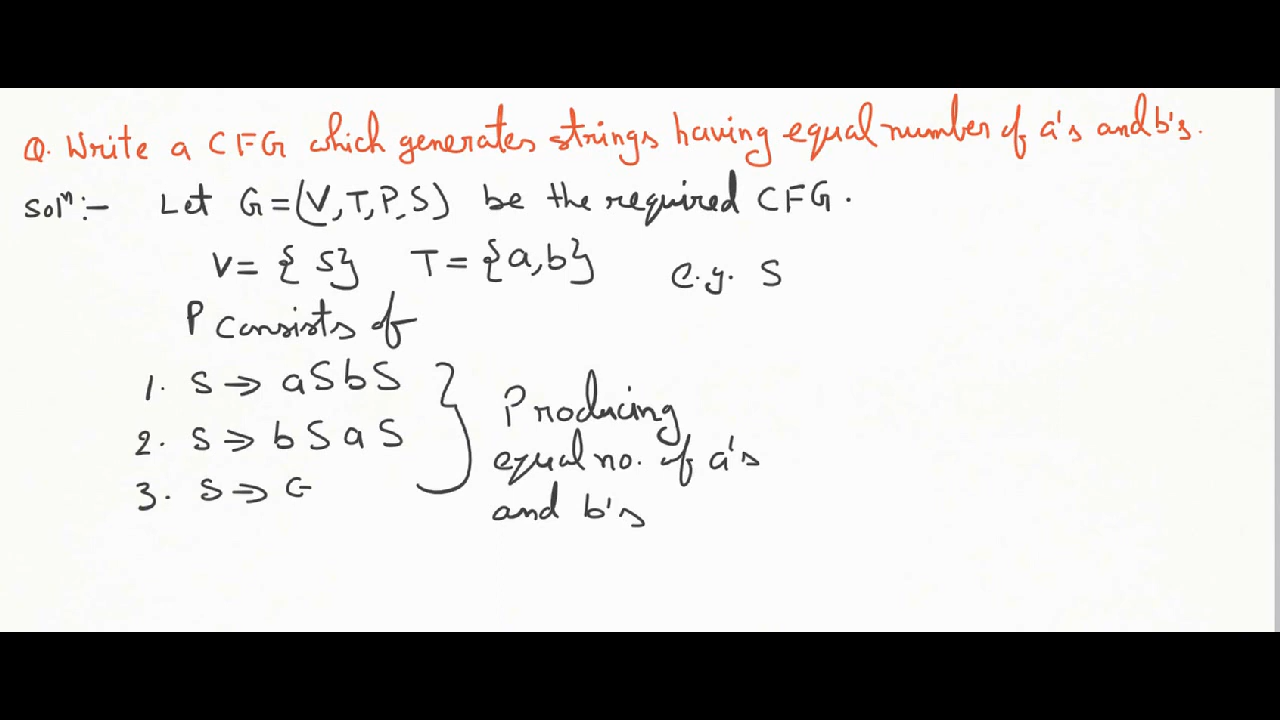 Q. Write a CFG which generates strings having equal number of a's and b's.
Solⁿ :- Let G=(V,T,P,S) be the required CFG.
V= {S} T= {a,b} e.g. S
P consists of
1. S → aSbS
2. S → bSaS
3. S → ϵ
Producing
equal no. of a's
and b's